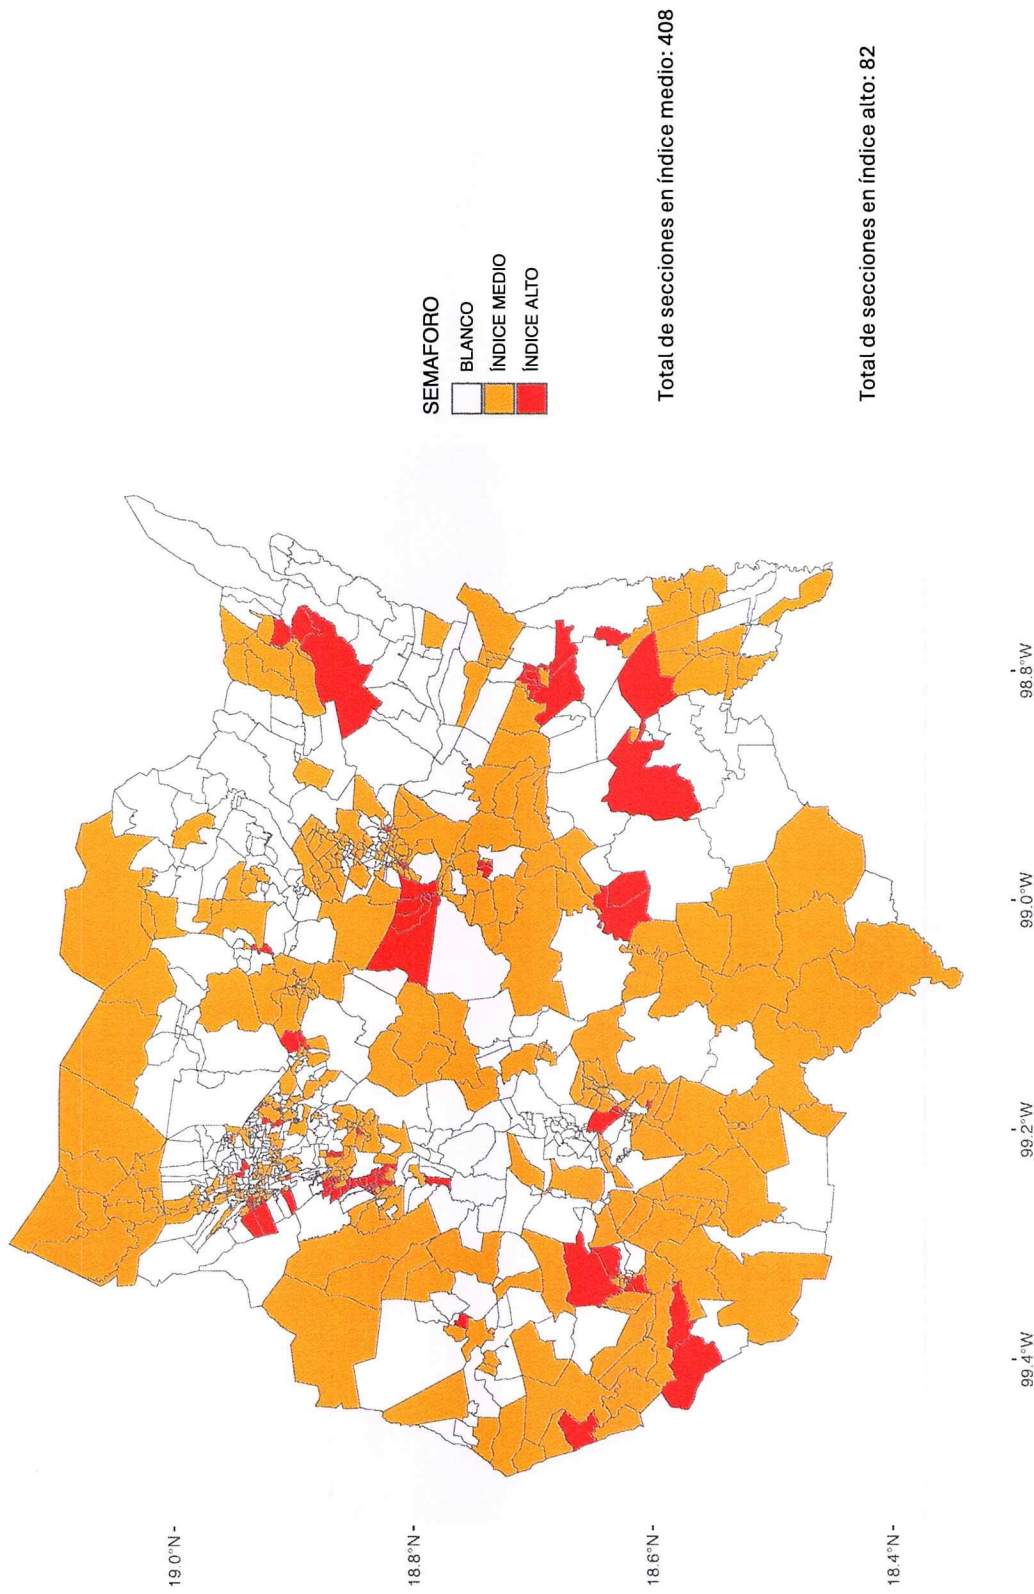 SEMAFORO
BLANCO
ÍNDICE MEDIO
ÍNDICE ALTO
Total de secciones en índice medio: 408
Total de secciones en índice alto: 82
19.0°N
18.8°N
18.6°N
18.4°N
99.4°W
99.2°W
99.0°W
98.8°W